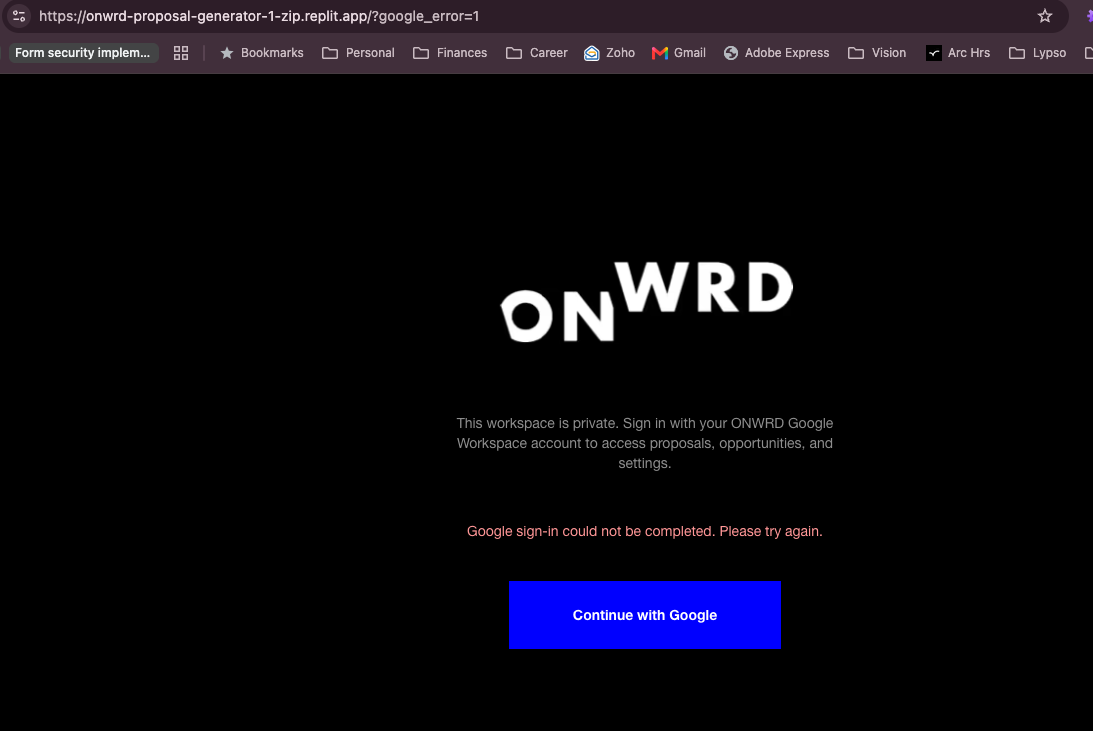 https://onwrd-proposal-generator-1-zip.replit.app/?google_error=1
Form security implem... Bookmarks Personal Finances Career Zoho Gmail Adobe Express Vision Arc Hrs Lypso
ONWRD
This workspace is private. Sign in with your ONWRD Google
Workspace account to access proposals, opportunities, and
settings.
Google sign-in could not be completed. Please try again.
Continue with Google